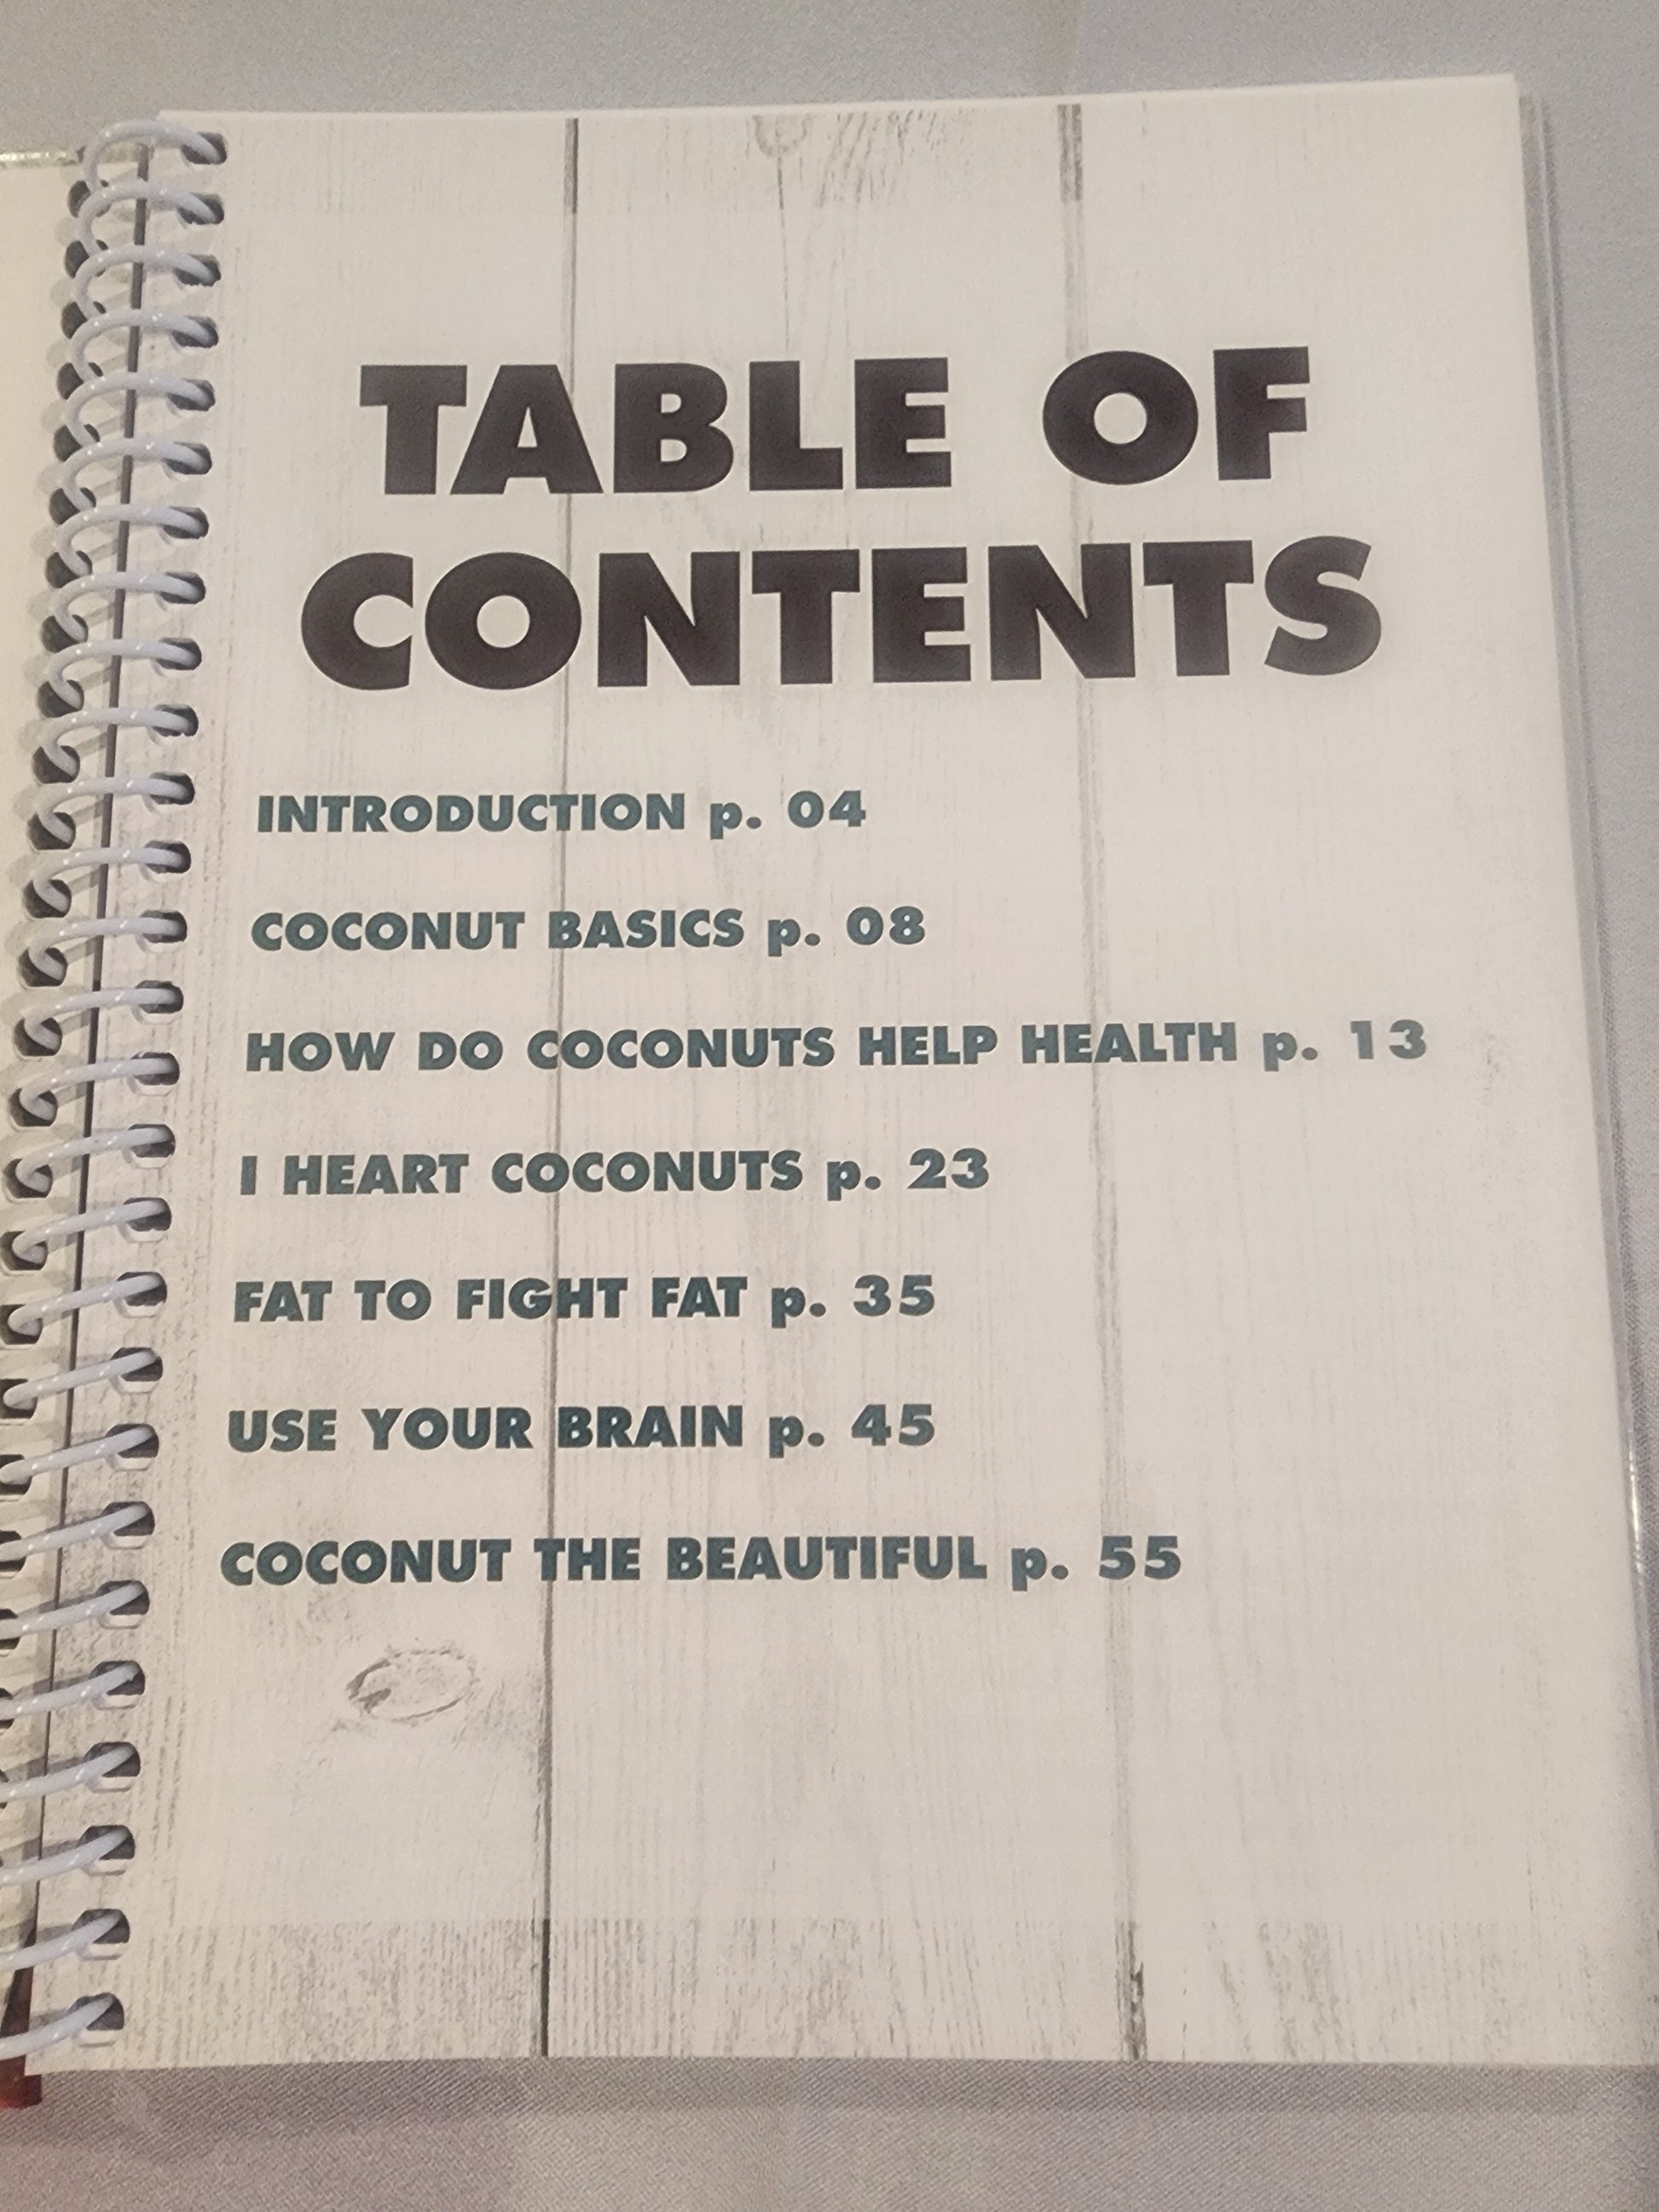 TABLE OF
CONTENTS
INTRODUCTION p. 04
COCONUT BASICS p. 08
HOW DO COCONUTS HELP HEALTH p. 13
I HEART COCONUTS p. 23
FAT TO FIGHT FAT p. 35
USE YOUR BRAIN p. 45
COCONUT THE BEAUTIFUL p. 55